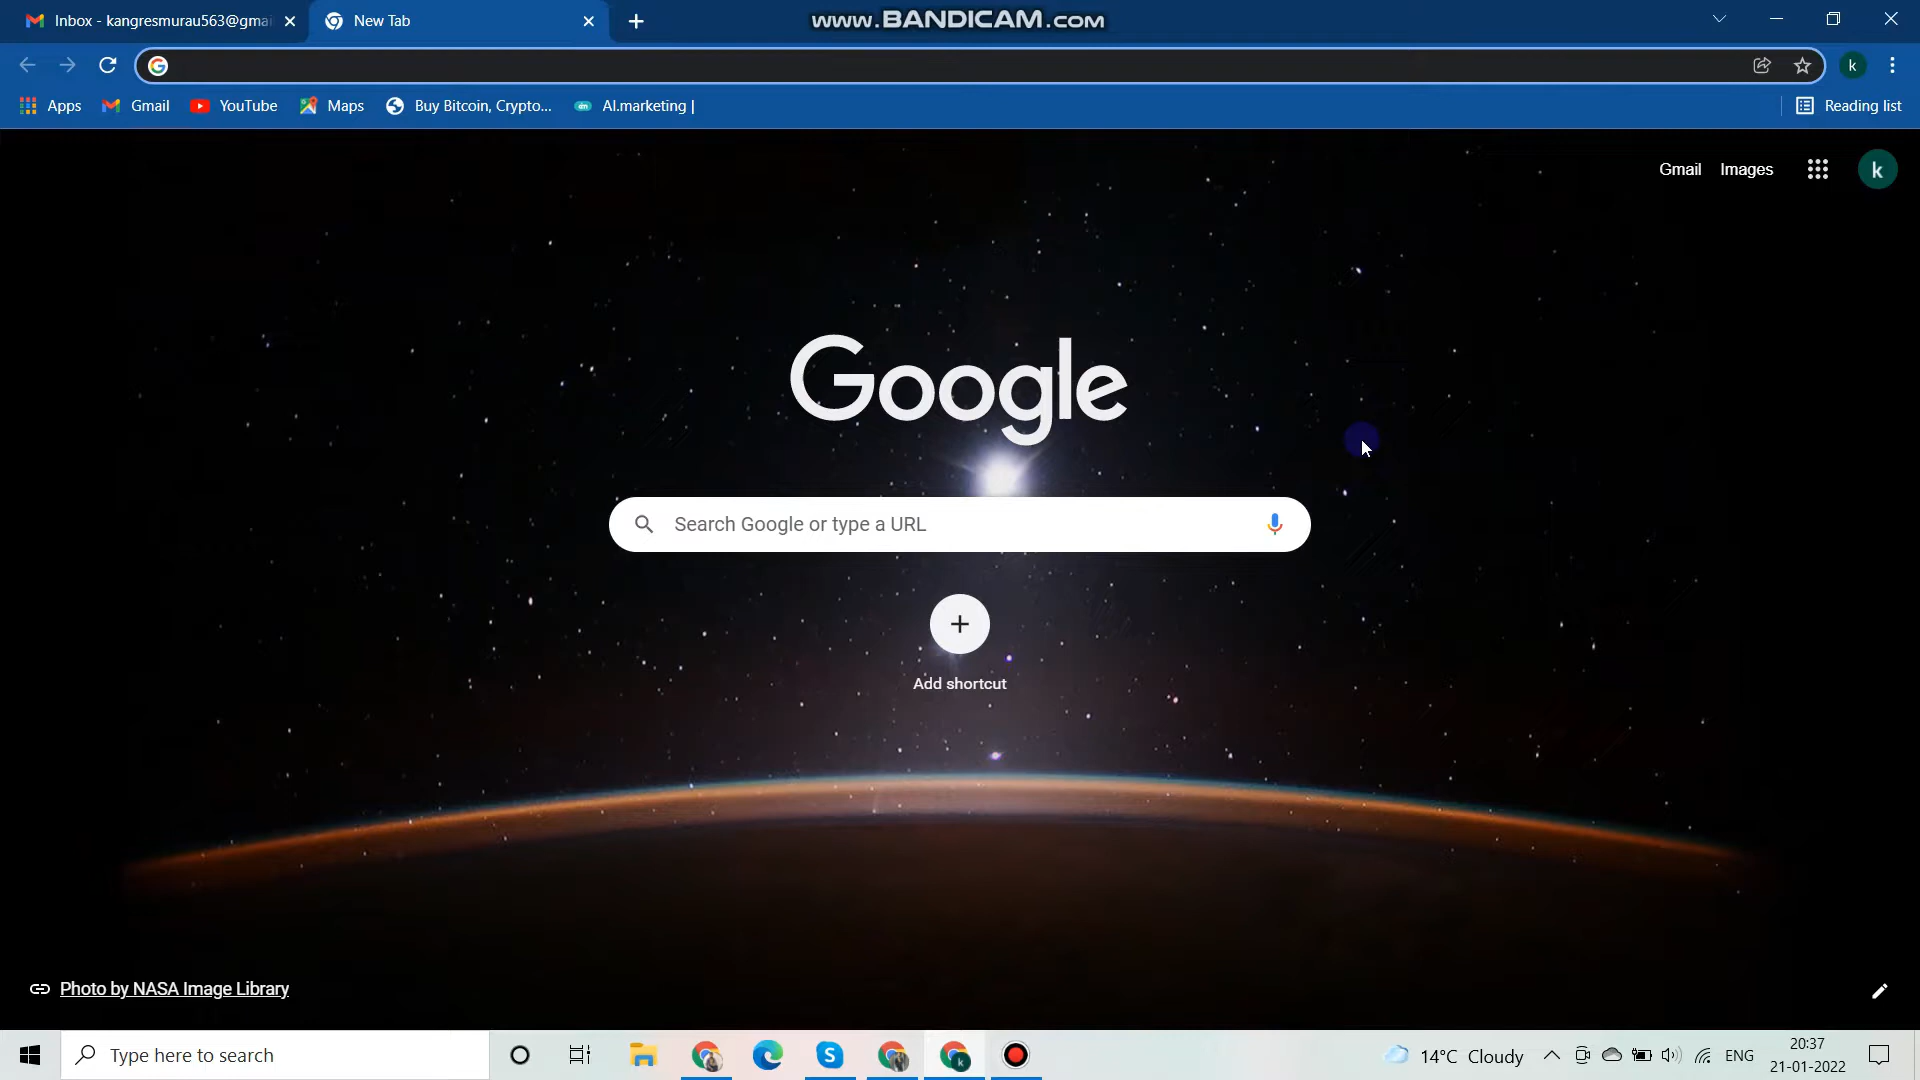 Inbox - kangresmurau563@gmai
New Tab
www.BANDICAM.com
k
Apps
Gmail
YouTube
Maps
Buy Bitcoin, Crypto...
AI.marketing |
Reading list
Gmail
Images
k
Google
Search Google or type a URL
Add shortcut
Photo by NASA Image Library
Type here to search
14°C Cloudy
ENG
20:37
21-01-2022